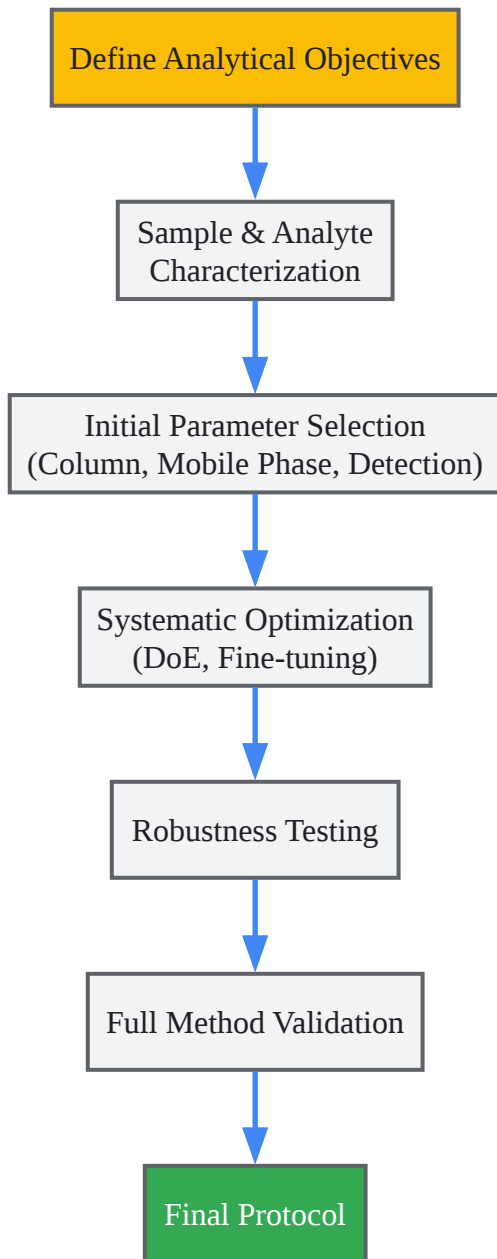 Define Analytical Objectives
Sample & Analyte
Characterization
Initial Parameter Selection
(Column, Mobile Phase, Detection)
Systematic Optimization
(DoE, Fine-tuning)
Robustness Testing
Full Method Validation
Final Protocol